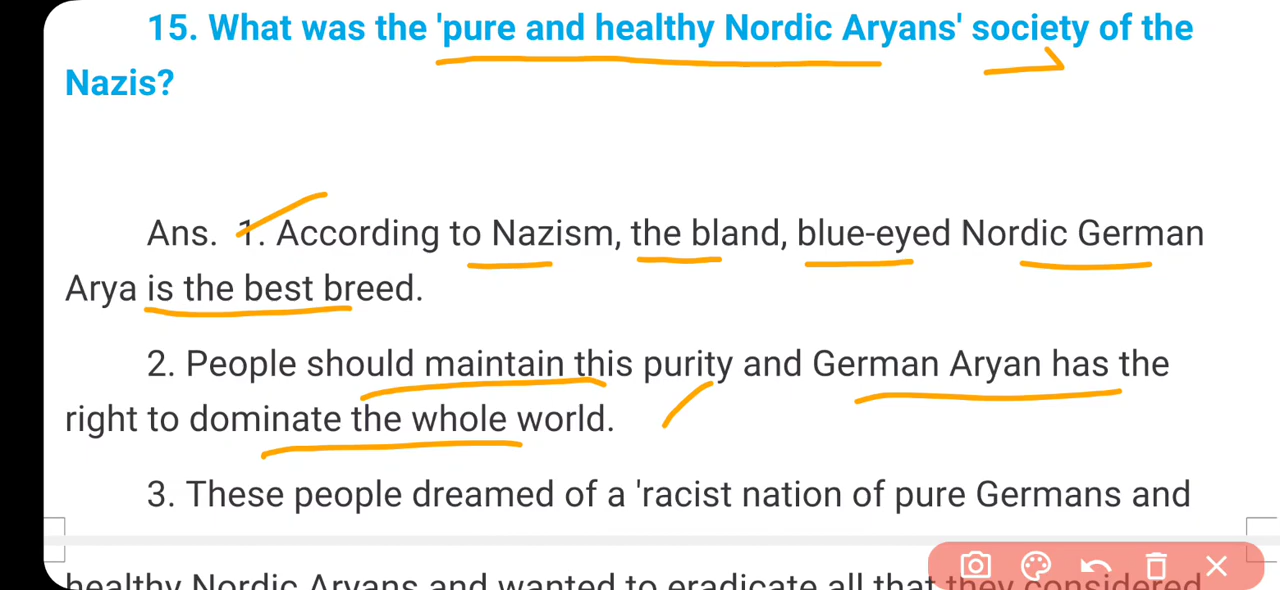 15. What was the 'pure and healthy Nordic Aryans' society of the
Nazis?
Ans. 1. According to Nazism, the bland, blue-eyed Nordic German
Arya is the best breed.
2. People should maintain this purity and German Aryan has the
right to dominate the whole world.
3. These people dreamed of a 'racist nation of pure Germans and
healthy Nordic Aryans and wanted to eradicate all that they considered